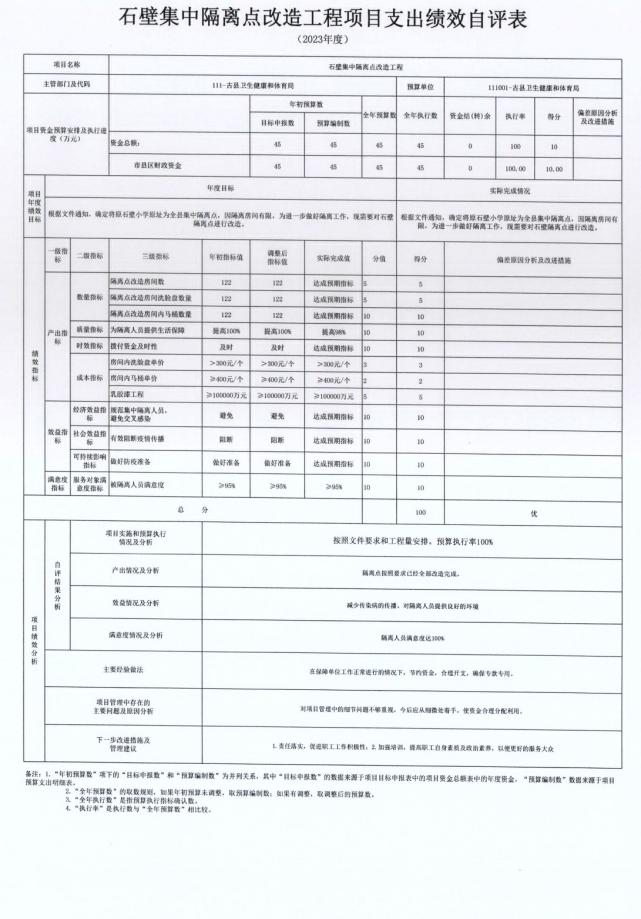 石壁集中隔离点改造工程项目支出绩效自评表
（2023年度）
项目名称 石壁集中隔离点改造工程
主管部门及代码 111-古县卫生健康和体育局 预算单位 111001-古县卫生健康和体育局
项目资金预算安排及执行进度（万元） 年初预算数 全年预算数 全年执行数 资金结(转)余 执行率 得分 偏差原因分析及改进措施
目标申报数 预算编制数
资金总额： 45 45 45 45 0 100 10
市县区财政资金 45 45 45 45 0 100.00 10.00
项目年度绩效目标 年度目标 实际完成情况
根据文件通知，确定将原石壁小学原址为全县集中隔离点，因隔离房间有限，为进一步做好隔离工作，现需要对石壁隔离点进行改造。 根据文件通知，确定将原石壁小学原址为全县集中隔离点，因隔离房间有限，为进一步做好隔离工作，现需要对石壁隔离点进行改造。
绩效指标 一级指标 二级指标 三级指标 年初指标值 调整后指标值 实际完成值 分值 得分 偏差原因分析及改进措施
产出指标 数量指标 隔离点改造房间数 122 122 达成预期指标 5 5
隔离点改造房间洗脸盘数量 122 122 达成预期指标 5 5
隔离点改造房间内马桶数量 122 122 达成预期指标 10 10
质量指标 为隔离人员提供生活保障 提高100% 提高100% 提高98% 10 10
时效指标 拨付资金及时性 及时 及时 达成预期指标 10 10
成本指标 房间内洗脸盘单价 ＞300元/个 ＞300元/个 ＞300元/个 3 3
房间内马桶单价 ≥400元/个 ≥400元/个 ≥400元/个 2 2
乳胶漆工程 ≥100000万元 ≥100000万元 ≥100000万元 5 5
效益指标 经济效益指标 规范集中隔离人员，避免交叉感染 避免 避免 达成预期指标 10 10
社会效益指标 有效阻断疫情传播 阻断 阻断 达成预期指标 10 10
可持续影响指标 做好防疫准备 做好准备 做好准备 达成预期指标 10 10
满意度指标 服务对象满意度指标 被隔离人员满意度 ≥95% ≥95% ≥95% 10 10
总 分 100 优
项目绩效分析 自评结果分析 项目实施和预算执行情况及分析 按照文件要求和工程量安排，预算执行率100%
产出情况及分析 隔离点按照要求已经全部改造完成。
效益情况及分析 减少传染病的传播，对隔离人员提供良好的环境
满意度情况及分析 隔离人员满意度达100%
主要经验做法 在保障单位工作正常进行的情况下，节约资金，合理开支，确保专款专用。
项目管理中存在的主要问题及原因分析 对项目管理中的细节问题不够重视，今后应从细微处着手，使资金合理分配利用。
下一步改进措施及管理建议 1.责任落实，促进职工工作积极性；2.加强培训，提高职工自身素质及政治素养，以便更好的服务大众
备注：1.“年初预算数”项下的“目标申报数”和“预算编制数”为并列关系，其中“目标申报数”的数据来源于项目目标申报表中的项目资金总额表中的年度资金，“预算编制数”数据来源于项目
预算支出明细表。
2.“全年预算数”的取数规则，如果年初预算未调整，取预算编制数；如果有调整，取调整后的预算数。
3.“全年执行数”是指预算执行指标确认数。
4.“执行率”是执行数与“全年预算数”相比较。